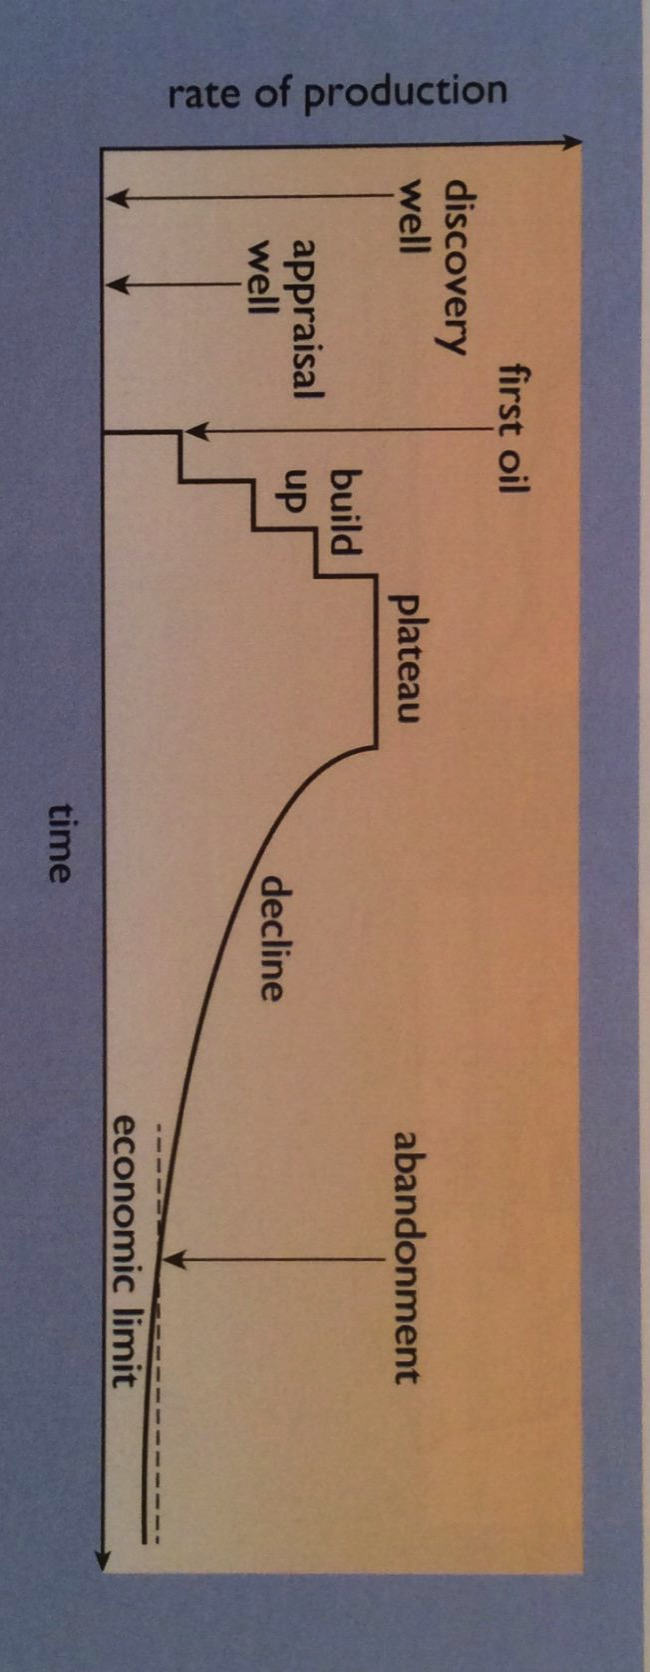 rate of production
discovery
well
appraisal
well
first oil
build
up
plateau
decline
abandonment
economic limit
time